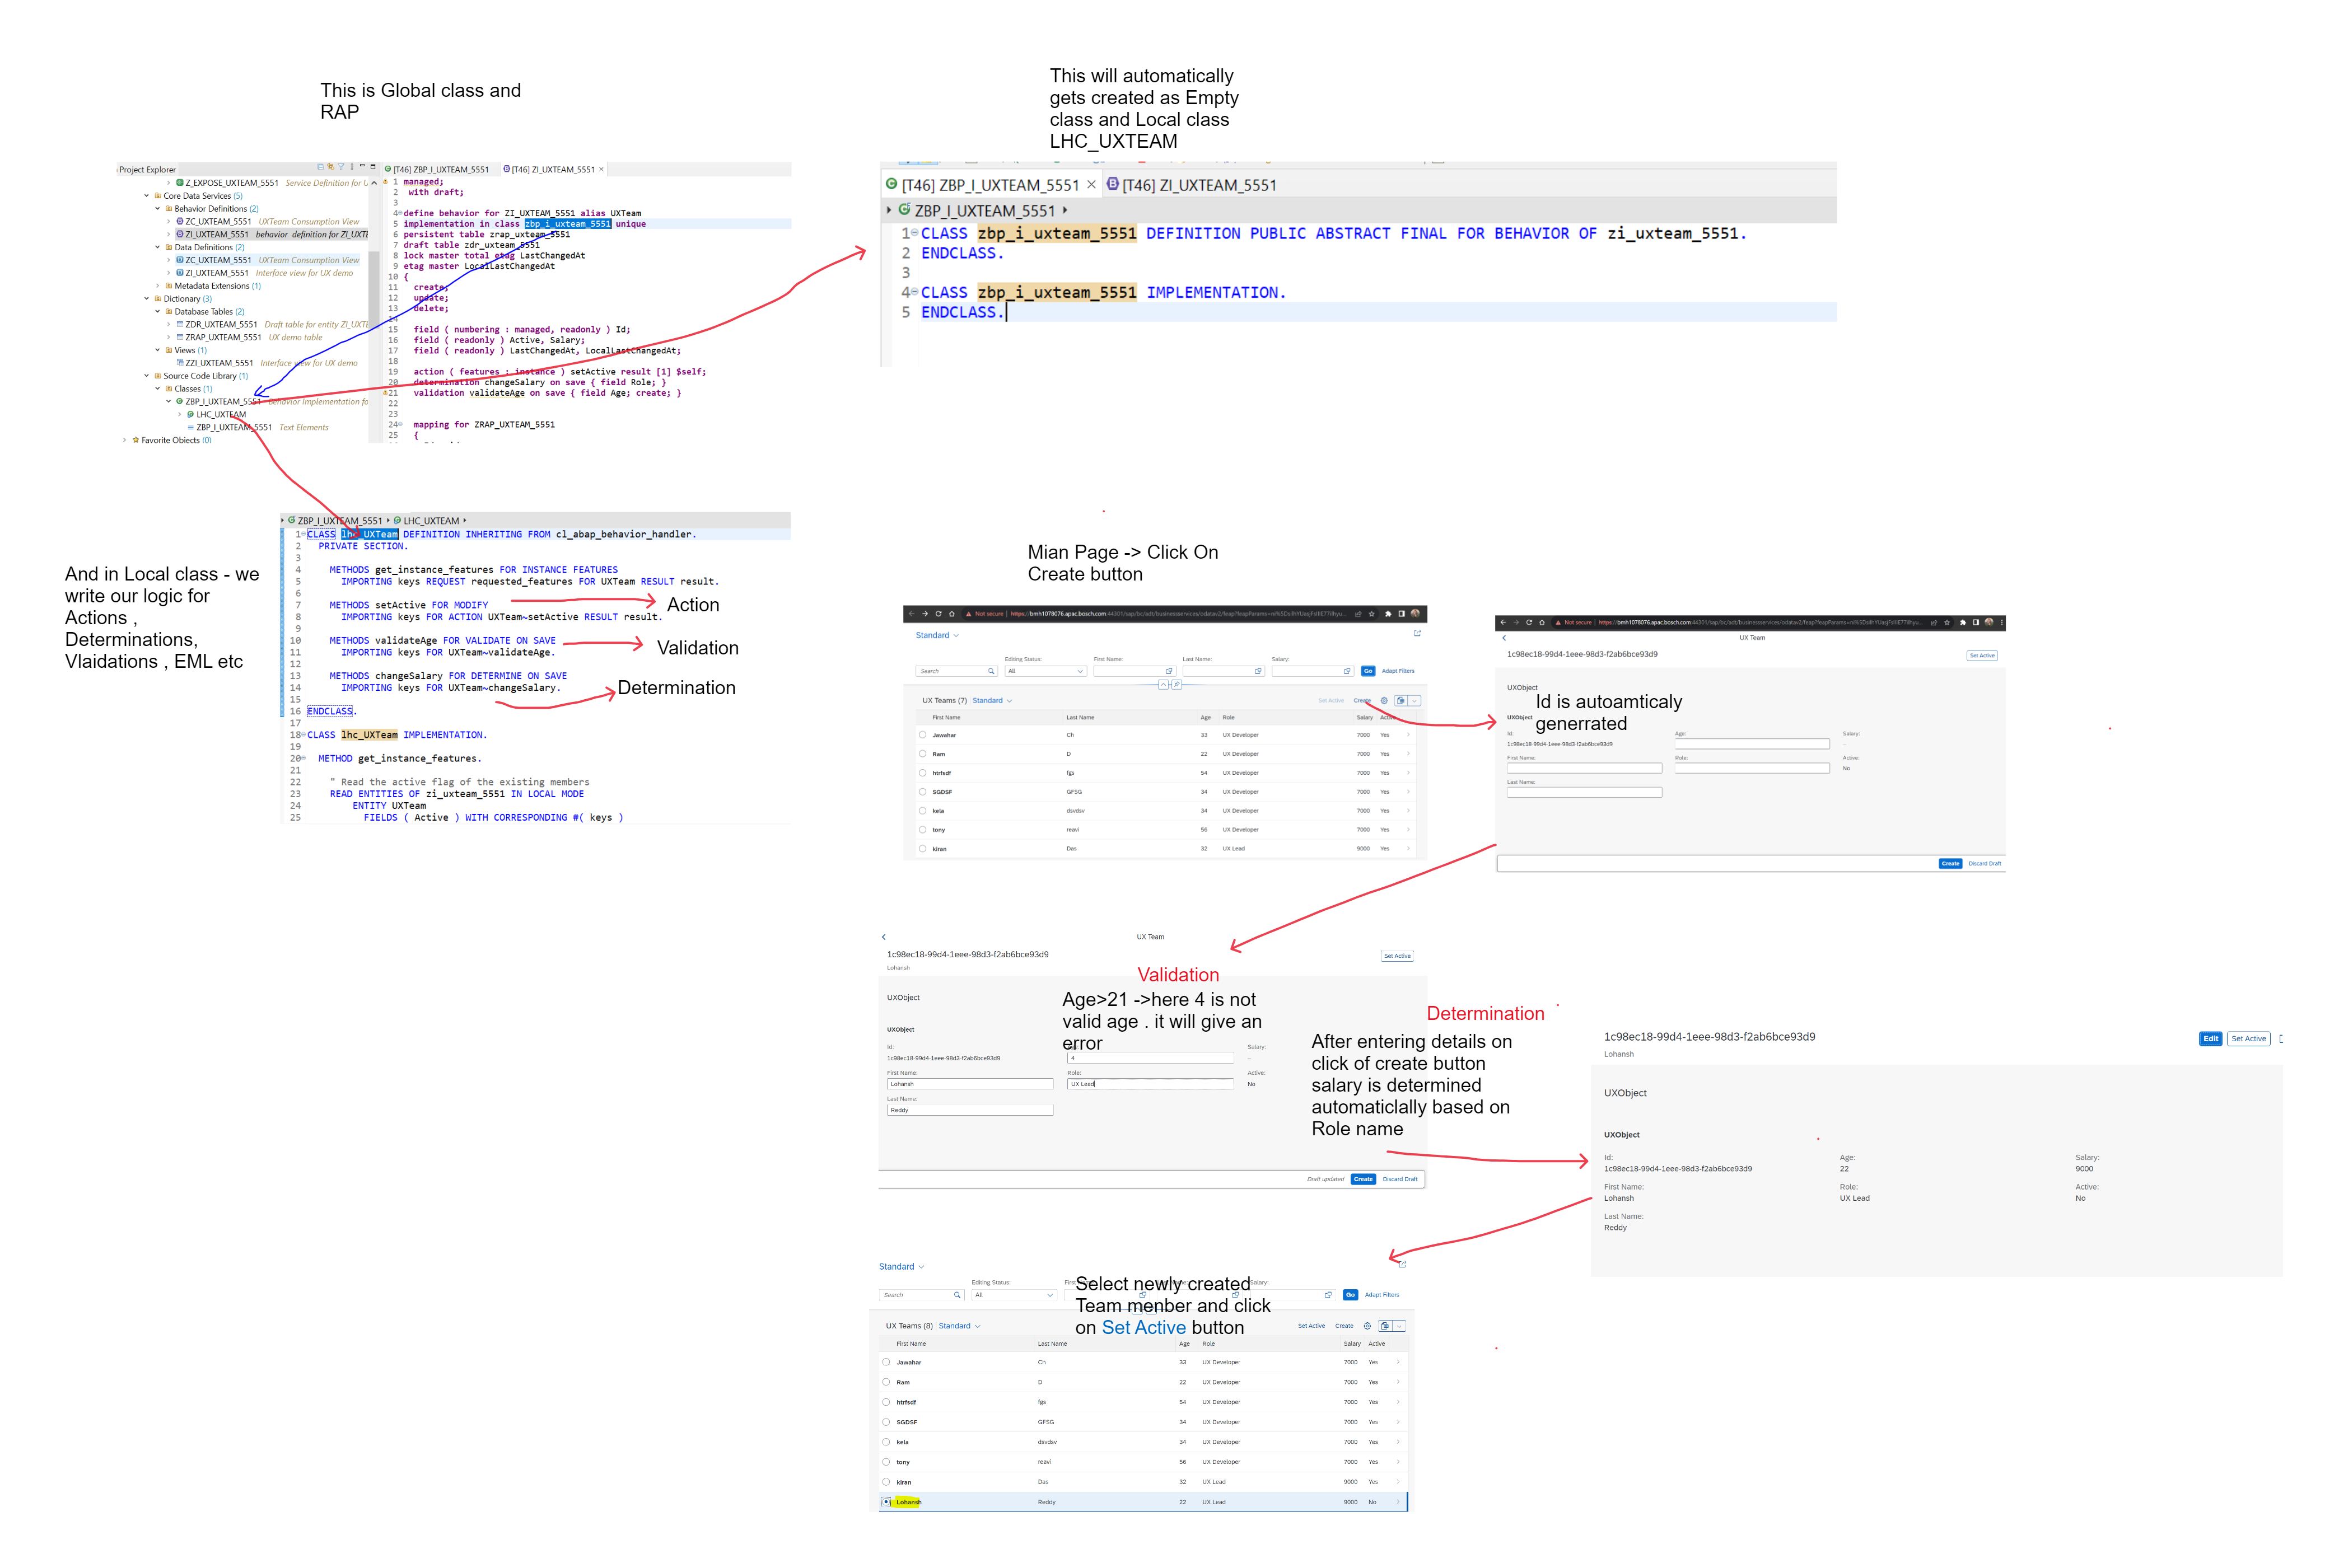 This is Global class and
RAP
This will automatically
gets created as Empty
class and Local class
LHC_UXTEAM
Project Explorer
Z_EXPOSE_UXTEAM_5551 Service Definition for U
Core Data Services (5)
Behavior Definitions (2)
ZC_UXTEAM_5551 UXTeam Consumption View
ZI_UXTEAM_5551 behavior definition for ZI_UXTE
Data Definitions (2)
ZC_UXTEAM_5551 UXTeam Consumption View
ZI_UXTEAM_5551 Interface view for UX demo
Metadata Extensions (1)
Dictionary (3)
Database Tables (2)
ZDR_UXTEAM_5551 Draft table for entity ZI_UXTE
ZRAP_UXTEAM_5551 UX demo table
Views (1)
ZZI_UXTEAM_5551 Interface view for UX demo
Source Code Library (1)
Classes (1)
ZBP_I_UXTEAM_5551 Behavior Implementation fo
LHC_UXTEAM
ZBP_I_UXTEAM_5551 Text Elements
Favorite Objects (0)
[T46] ZBP_I_UXTEAM_5551 [T46] ZI_UXTEAM_5551
1 managed;
2 with draft;
3
4 define behavior for ZI_UXTEAM_5551 alias UXTeam
5 implementation in class zbp_i_uxteam_5551 unique
6 persistent table zrap_uxteam_5551
7 draft table zdr_uxteam_5551
8 lock master total etag LastChangedAt
9 etag master LocalLastChangedAt
10 {
11 create;
12 update;
13 delete;
14
15 field ( numbering : managed, readonly ) Id;
16 field ( readonly ) Active, Salary;
17 field ( readonly ) LastChangedAt, LocalLastChangedAt;
18
19 action ( features : instance ) setActive result [1] $self;
20 determination changeSalary on save { field Role; }
21 validation validateAge on save { field Age; create; }
22
23
24 mapping for ZRAP_UXTEAM_5551
25 {
[T46] ZBP_I_UXTEAM_5551 [T46] ZI_UXTEAM_5551
ZBP_I_UXTEAM_5551
1 CLASS zbp_i_uxteam_5551 DEFINITION PUBLIC ABSTRACT FINAL FOR BEHAVIOR OF zi_uxteam_5551.
2 ENDCLASS.
3
4 CLASS zbp_i_uxteam_5551 IMPLEMENTATION.
5 ENDCLASS.
And in Local class - we
write our logic for
Actions ,
Determinations,
Vlaidations , EML etc
ZBP_I_UXTEAM_5551 LHC_UXTEAM
1 CLASS lhc_UXTeam DEFINITION INHERITING FROM cl_abap_behavior_handler.
2 PRIVATE SECTION.
3
4 METHODS get_instance_features FOR INSTANCE FEATURES
5 IMPORTING keys REQUEST requested_features FOR UXTeam RESULT result.
6
7 METHODS setActive FOR MODIFY
8 IMPORTING keys FOR ACTION UXTeam~setActive RESULT result.
9
10 METHODS validateAge FOR VALIDATE ON SAVE
11 IMPORTING keys FOR UXTeam~validateAge.
12
13 METHODS changeSalary FOR DETERMINE ON SAVE
14 IMPORTING keys FOR UXTeam~changeSalary.
15
16 ENDCLASS.
17
18 CLASS lhc_UXTeam IMPLEMENTATION.
19
20 METHOD get_instance_features.
21
22 " Read the active flag of the existing members
23 READ ENTITIES OF zi_uxteam_5551 IN LOCAL MODE
24 ENTITY UXTeam
25 FIELDS ( Active ) WITH CORRESPONDING #( keys )
Action
Validation
Determination
Mian Page -> Click On
Create button
Not secure
Standard
Editing Status: First Name: Last Name: Salary:
Search All Go Adapt Filters
UX Teams (7) Standard Set Active Create
First Name Last Name Age Role Salary Active
Jawahar Ch 33 UX Developer 7000 Yes
Ram D 22 UX Developer 7000 Yes
htrfsdf fgs 54 UX Developer 7000 Yes
SGDSF GFSG 34 UX Developer 7000 Yes
kela dsvdsv 34 UX Developer 7000 Yes
tony reavi 56 UX Developer 7000 Yes
kiran Das 32 UX Lead 9000 Yes
Not secure
UX Team
1c98ec18-99d4-1eee-98d3-f2ab6bce93d9
Set Active
UXObject
Id is autoamticaly
generrated
UXObject
Id: Age: Salary:
1c98ec18-99d4-1eee-98d3-f2ab6bce93d9 –
First Name: Role: Active:
No
Last Name:
Create Discard Draft
UX Team
1c98ec18-99d4-1eee-98d3-f2ab6bce93d9
Set Active
Lohansh
Validation
UXObject
Age>21 ->here 4 is not
valid age . it will give an
error
UXObject
Id: Salary:
1c98ec18-99d4-1eee-98d3-f2ab6bce93d9 4 –
First Name: Role: Active:
Lohansh UX Lead No
Last Name:
Reddy
Draft updated Create Discard Draft
Determination
After entering details on
click of create button
salary is determined
automaticlally based on
Role name
1c98ec18-99d4-1eee-98d3-f2ab6bce93d9
Edit Set Active
Lohansh
UXObject
UXObject
Id: Age: Salary:
1c98ec18-99d4-1eee-98d3-f2ab6bce93d9 22 9000
First Name: Role: Active:
Lohansh UX Lead No
Last Name:
Reddy
Standard
Select newly created
Team menber and click
on Set Active button
Editing Status: Salary:
Search All Go Adapt Filters
UX Teams (8) Standard Set Active Create
First Name Last Name Age Role Salary Active
Jawahar Ch 33 UX Developer 7000 Yes
Ram D 22 UX Developer 7000 Yes
htrfsdf fgs 54 UX Developer 7000 Yes
SGDSF GFSG 34 UX Developer 7000 Yes
kela dsvdsv 34 UX Developer 7000 Yes
tony reavi 56 UX Developer 7000 Yes
kiran Das 32 UX Lead 9000 Yes
Lohansh Reddy 22 UX Lead 9000 No